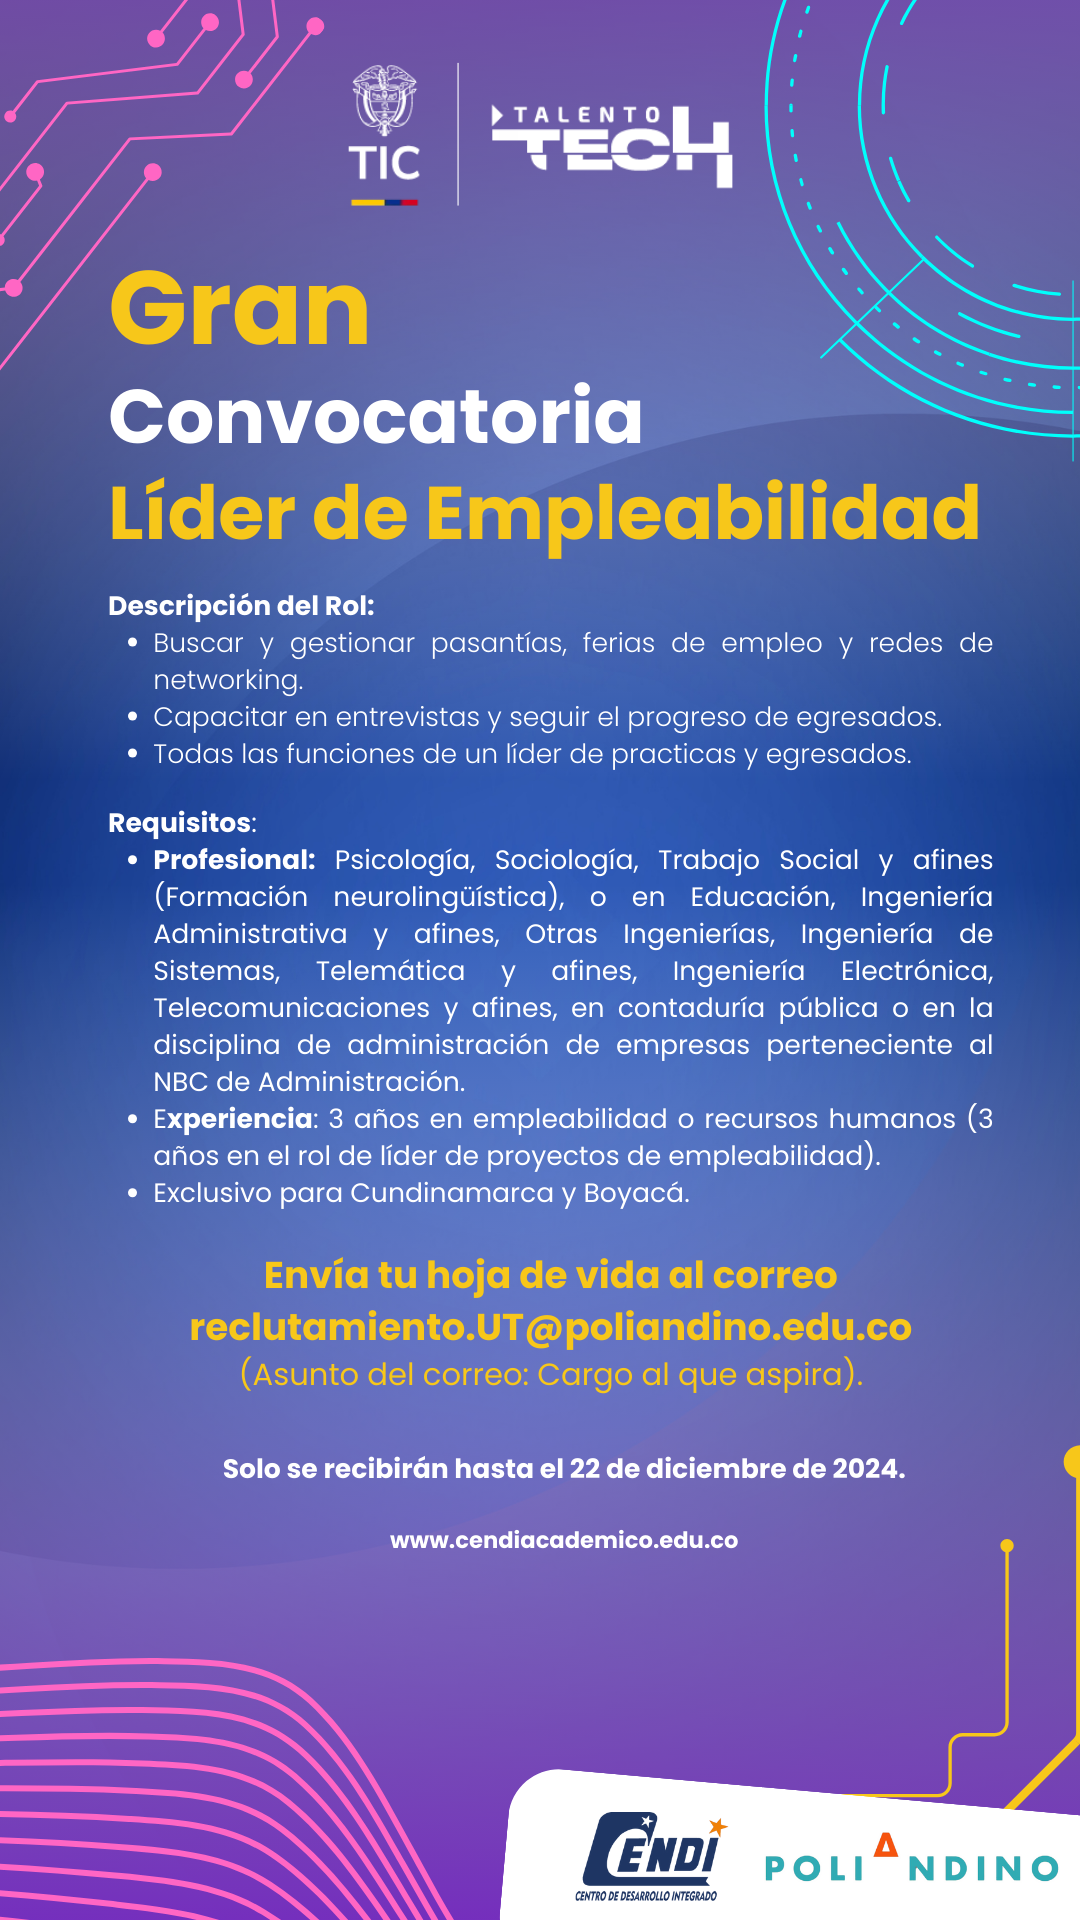 TIC
TALENTO
TECH
Gran
Convocatoria
Líder de Empleabilidad
Descripción del Rol:
• Buscar y gestionar pasantías, ferias de empleo y redes de
networking.
• Capacitar en entrevistas y seguir el progreso de egresados.
• Todas las funciones de un líder de practicas y egresados.
Requisitos:
• Profesional: Psicología, Sociología, Trabajo Social y afines
(Formación neurolingüística), o en Educación, Ingeniería
Administrativa y afines, Otras Ingenierías, Ingeniería de
Sistemas, Telemática y afines, Ingeniería Electrónica,
Telecomunicaciones y afines, en contaduría pública o en la
disciplina de administración de empresas perteneciente al
NBC de Administración.
• Experiencia: 3 años en empleabilidad o recursos humanos (3
años en el rol de líder de proyectos de empleabilidad).
• Exclusivo para Cundinamarca y Boyacá.
Envía tu hoja de vida al correo
reclutamiento.UT@poliandino.edu.co
(Asunto del correo: Cargo al que aspira).
Solo se recibirán hasta el 22 de diciembre de 2024.
www.cendiacademico.edu.co
CENDI
CENTRO DE DESARROLLO INTEGRADO
POLIANDINO